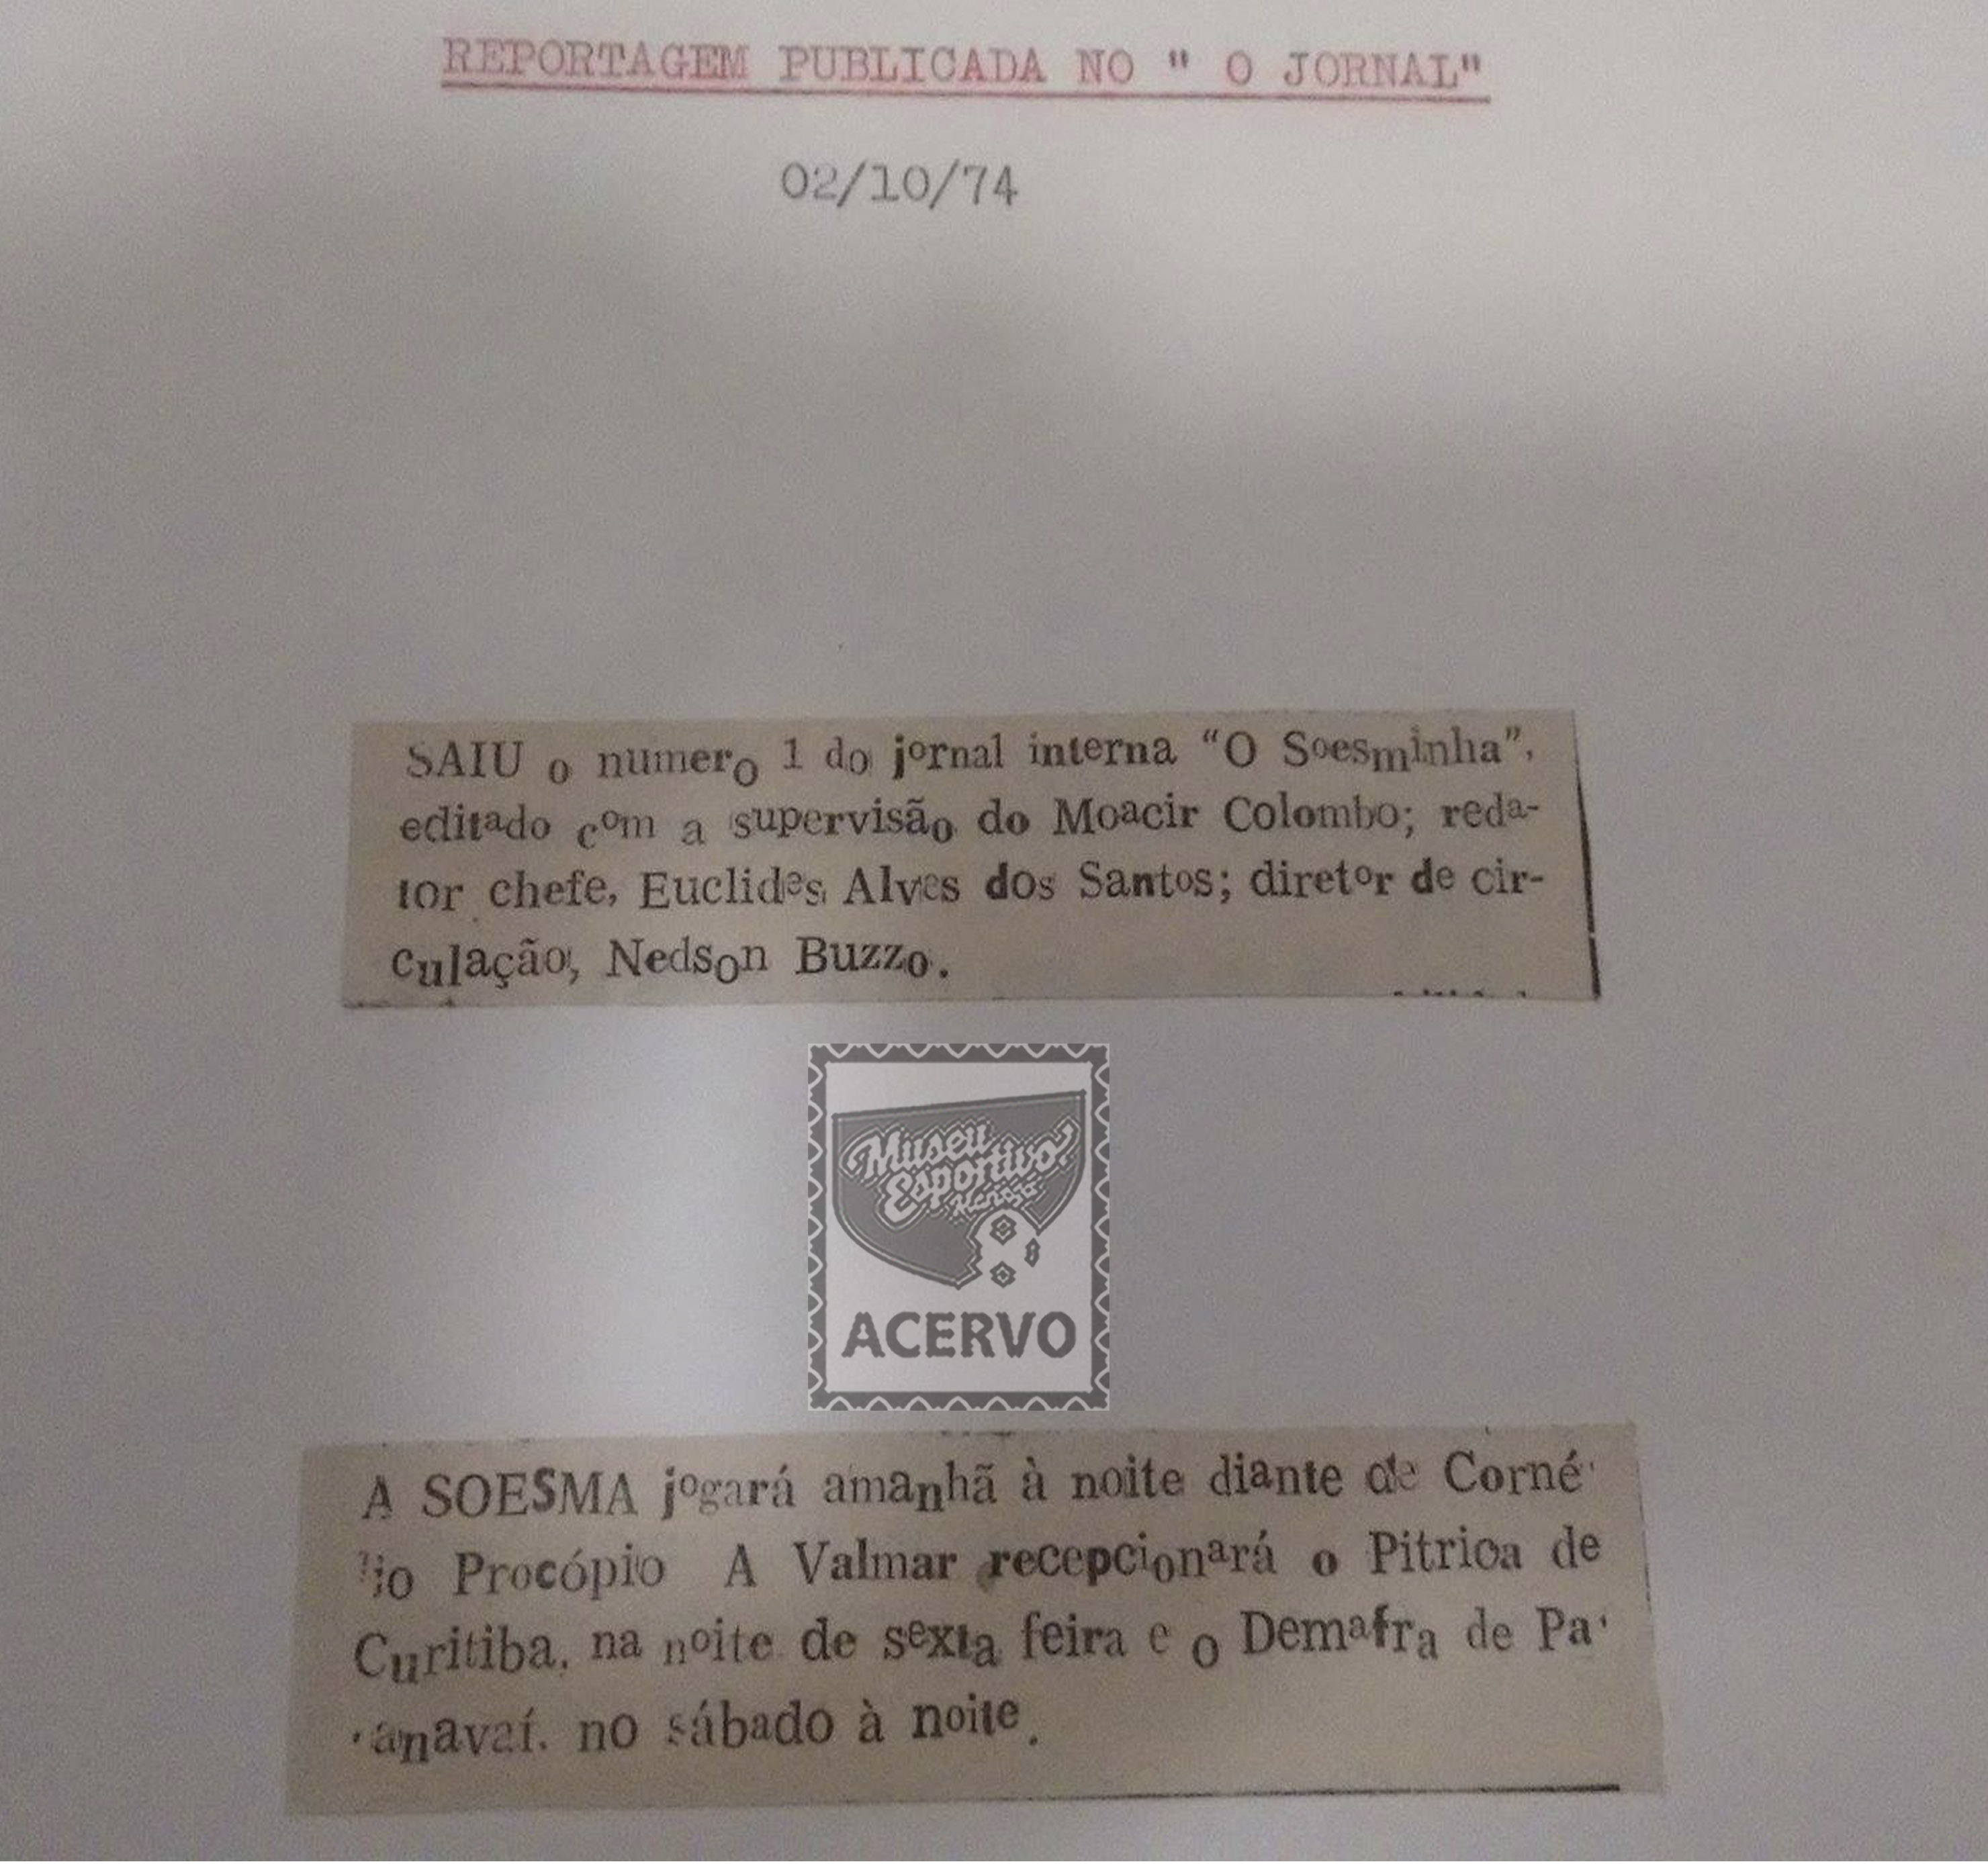 REPORTAGEM PUBLICADA NO " O JORNAL"
02/10/74
SAIU o numero 1 do jornal interna “O Soesminha”,
editado com a supervisão do Moacir Colombo; reda-
tor chefe, Euclides Alves dos Santos; diretor de cir-
culação, Nedson Buzzo.
Museu
Esportivo
ACERVO
A SOESMA jogará amanhã à noite diante de Corné-
lio Procópio A Valmar recepcionará o Pitrica de
Curitiba, na noite de sexta feira e o Demafra de Pa-
ranavaí. no sábado à noite.